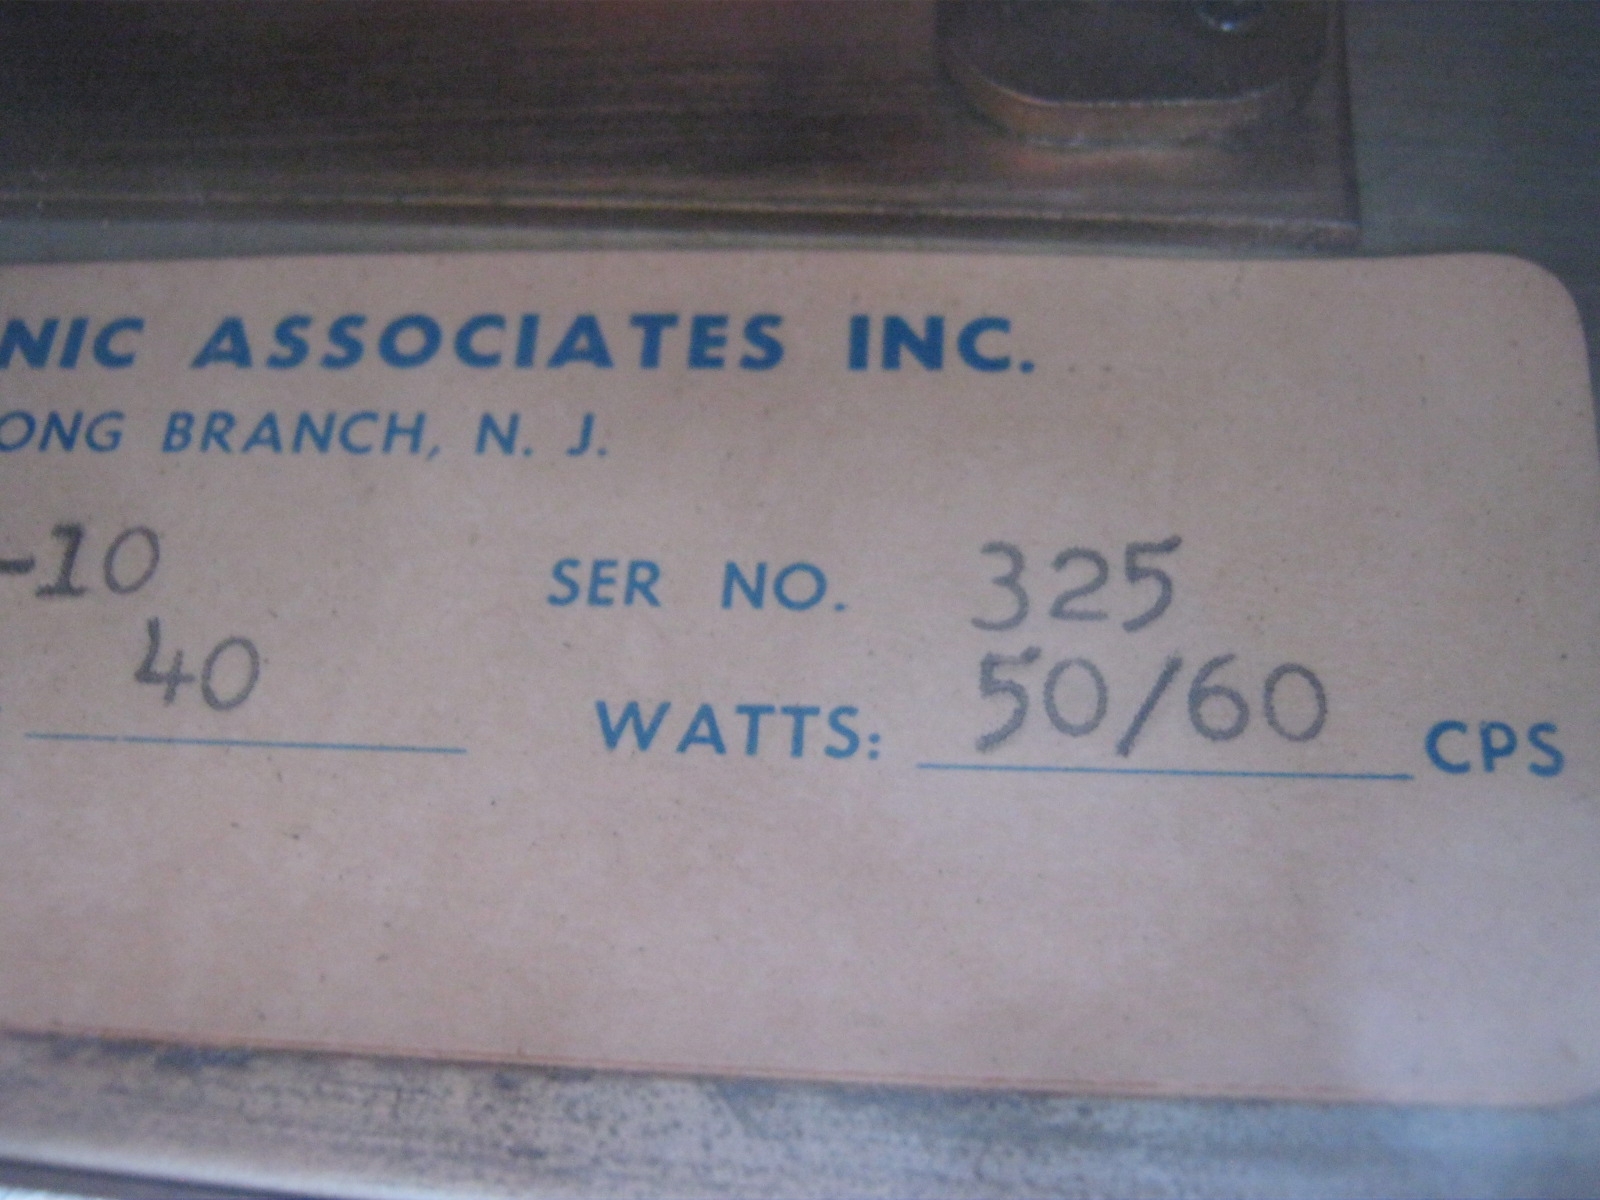 NIC ASSOCIATES INC.
ONG BRANCH, N. J.
-10 SER NO. 325
40 WATTS: 50/60 CPS